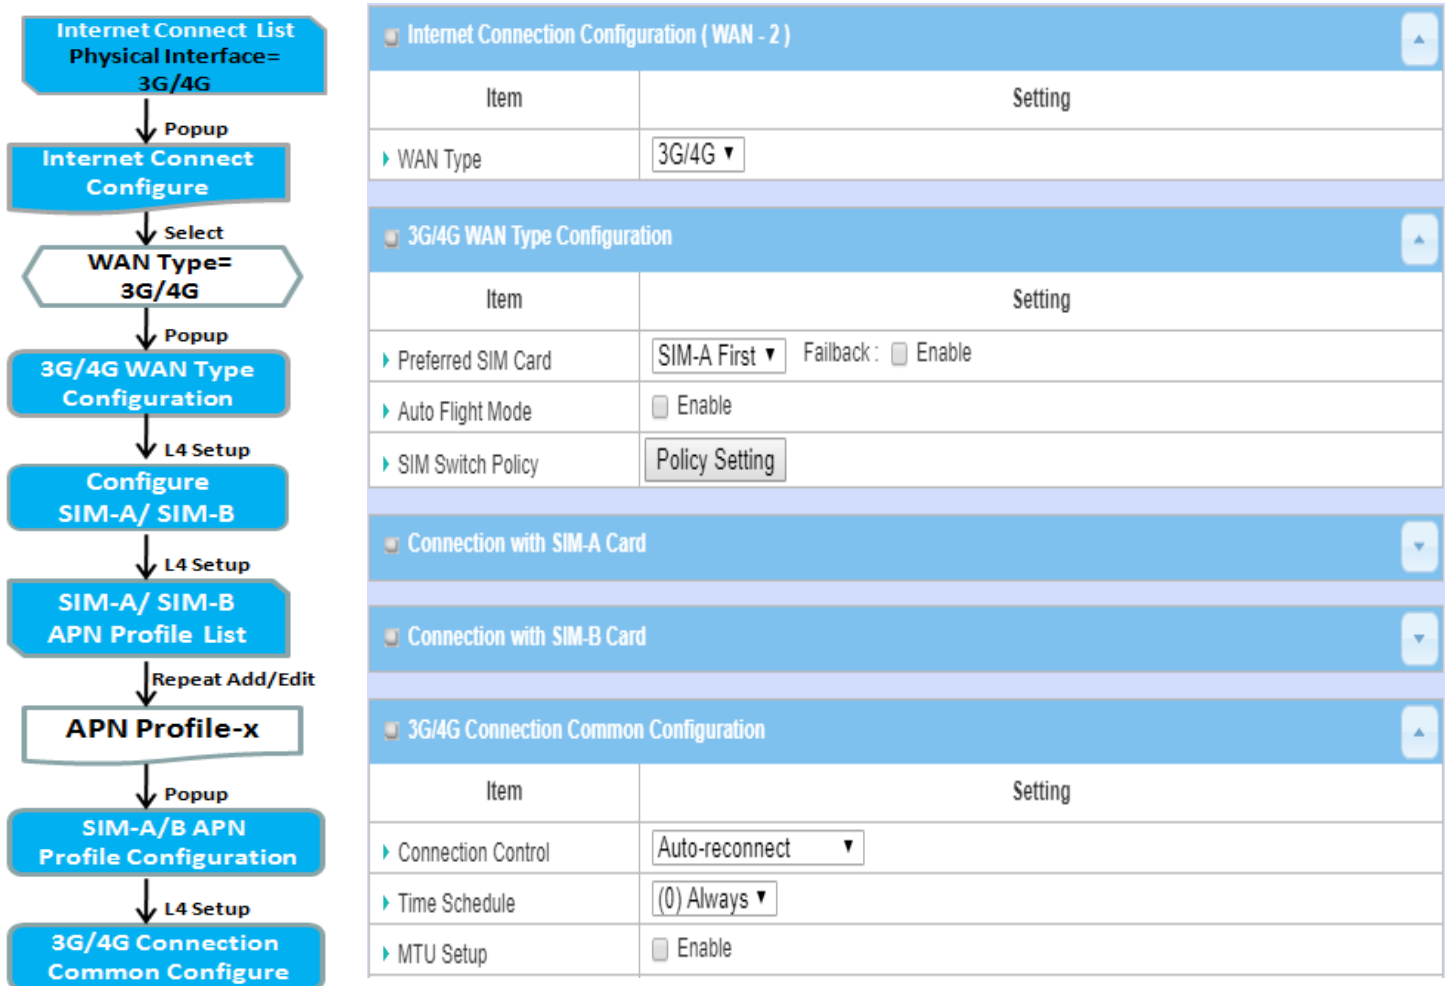 Internet Connect List
Physical Interface=
3G/4G
Popup
Internet Connect
Configure
Select
WAN Type=
3G/4G
Popup
3G/4G WAN Type
Configuration
L4 Setup
Configure
SIM-A/ SIM-B
L4 Setup
SIM-A/ SIM-B
APN Profile List
Repeat Add/Edit
APN Profile-x
Popup
SIM-A/B APN
Profile Configuration
L4 Setup
3G/4G Connection
Common Configure
Internet Connection Configuration ( WAN - 2 )
Item Setting
WAN Type 3G/4G
3G/4G WAN Type Configuration
Item Setting
Preferred SIM Card SIM-A First Failback : Enable
Auto Flight Mode Enable
SIM Switch Policy Policy Setting
Connection with SIM-A Card
Connection with SIM-B Card
3G/4G Connection Common Configuration
Item Setting
Connection Control Auto-reconnect
Time Schedule (0) Always
MTU Setup Enable